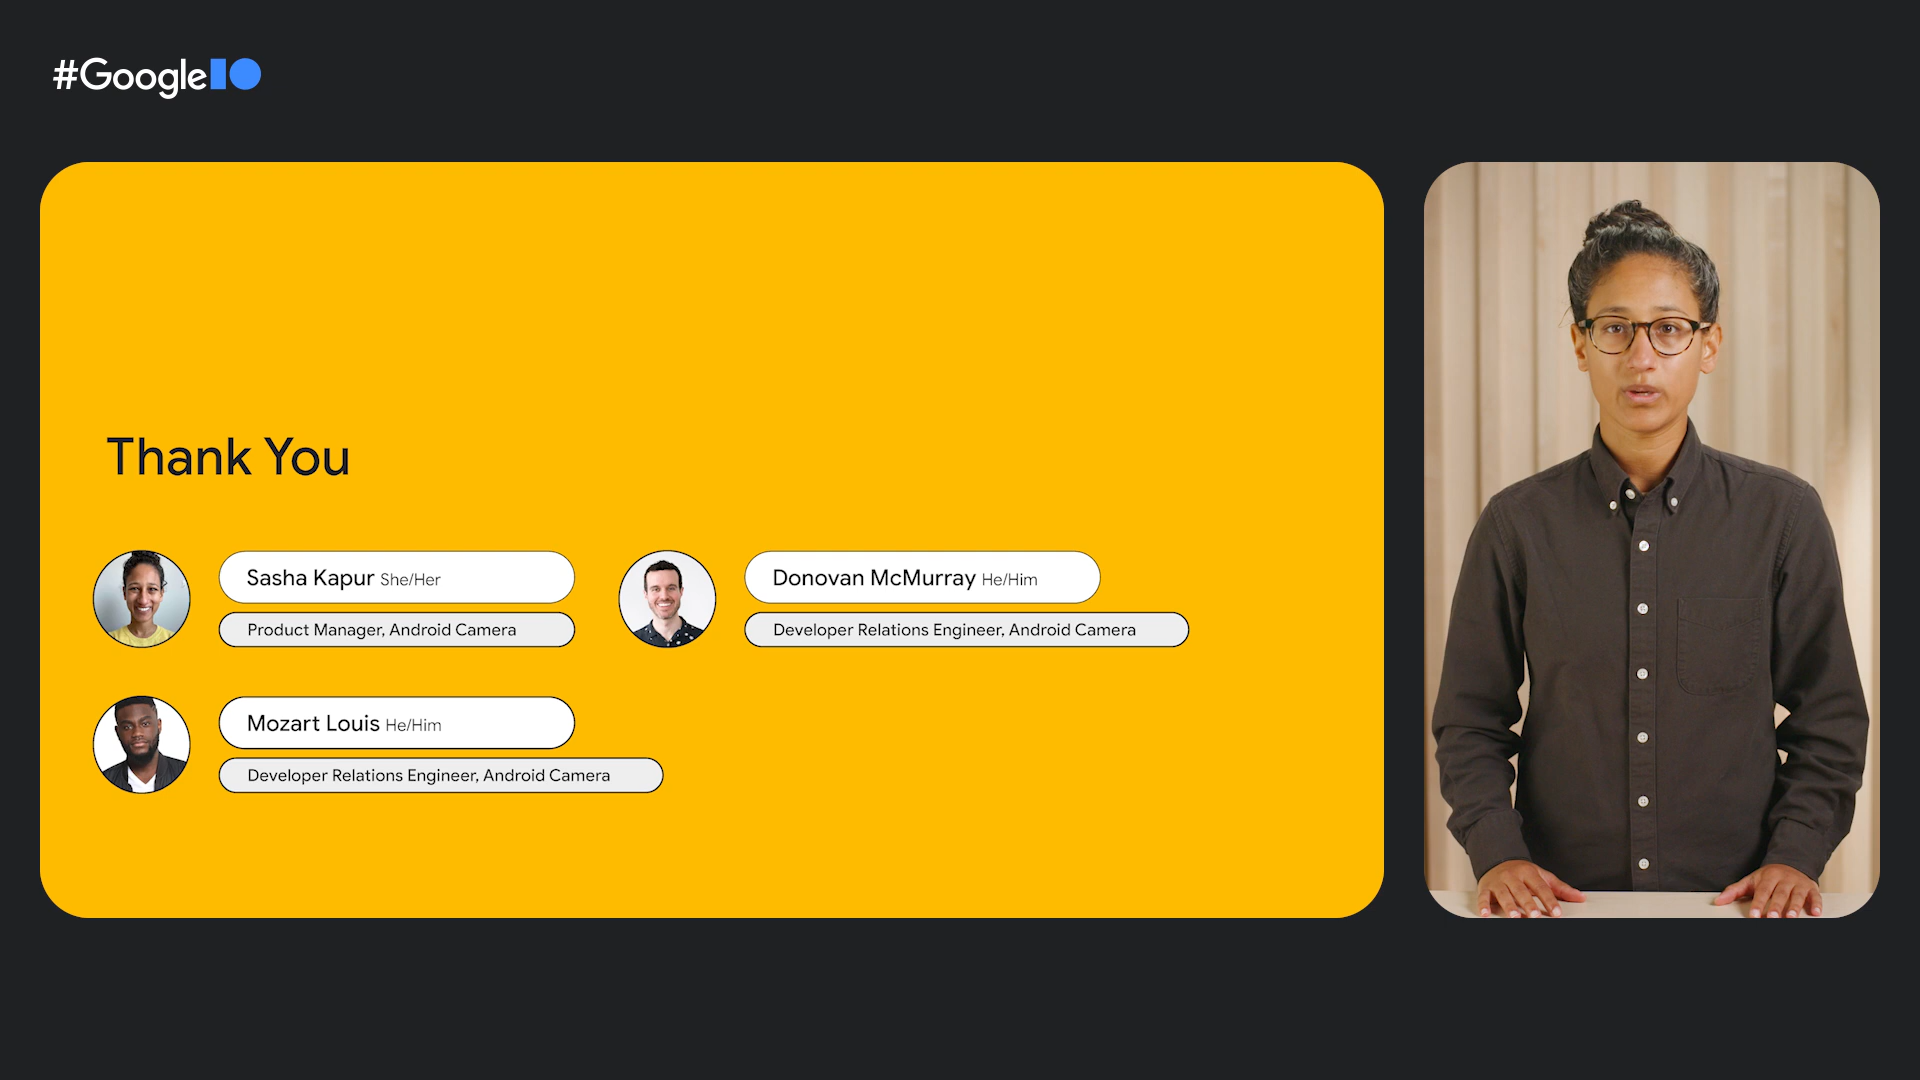 #GoogleIO
Thank You
Sasha Kapur She/Her
Product Manager, Android Camera
Donovan McMurray He/Him
Developer Relations Engineer, Android Camera
Mozart Louis He/Him
Developer Relations Engineer, Android Camera